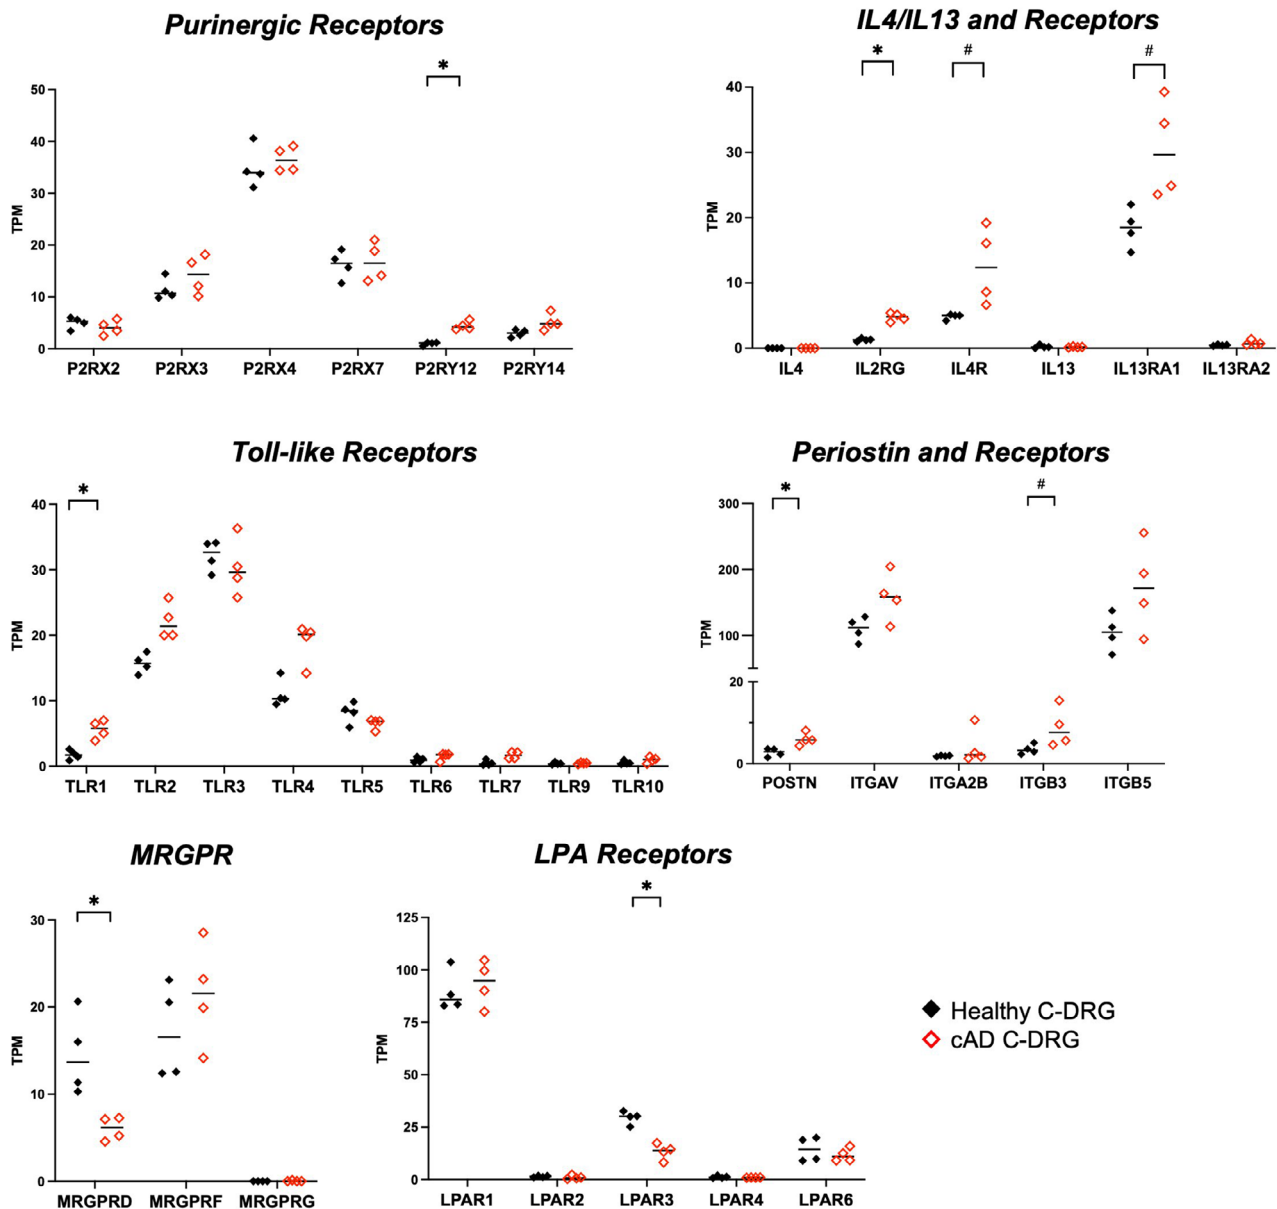 Purinergic Receptors
*
50
40
30
20
10
0
TPM
P2RX2 P2RX3 P2RX4 P2RX7 P2RY12 P2RY14
IL4/IL13 and Receptors
* # #
40
30
20
10
0
TPM
IL4 IL2RG IL4R IL13 IL13RA1 IL13RA2
Toll-like Receptors
*
40
30
20
10
0
TPM
TLR1 TLR2 TLR3 TLR4 TLR5 TLR6 TLR7 TLR9 TLR10
Periostin and Receptors
* #
300
200
100
20
0
TPM
POSTN ITGAV ITGA2B ITGB3 ITGB5
MRGPR
*
30
20
10
0
TPM
MRGPRD MRGPRF MRGPRG
LPA Receptors
*
125
100
75
50
25
0
TPM
LPAR1 LPAR2 LPAR3 LPAR4 LPAR6
Healthy C-DRG
cAD C-DRG